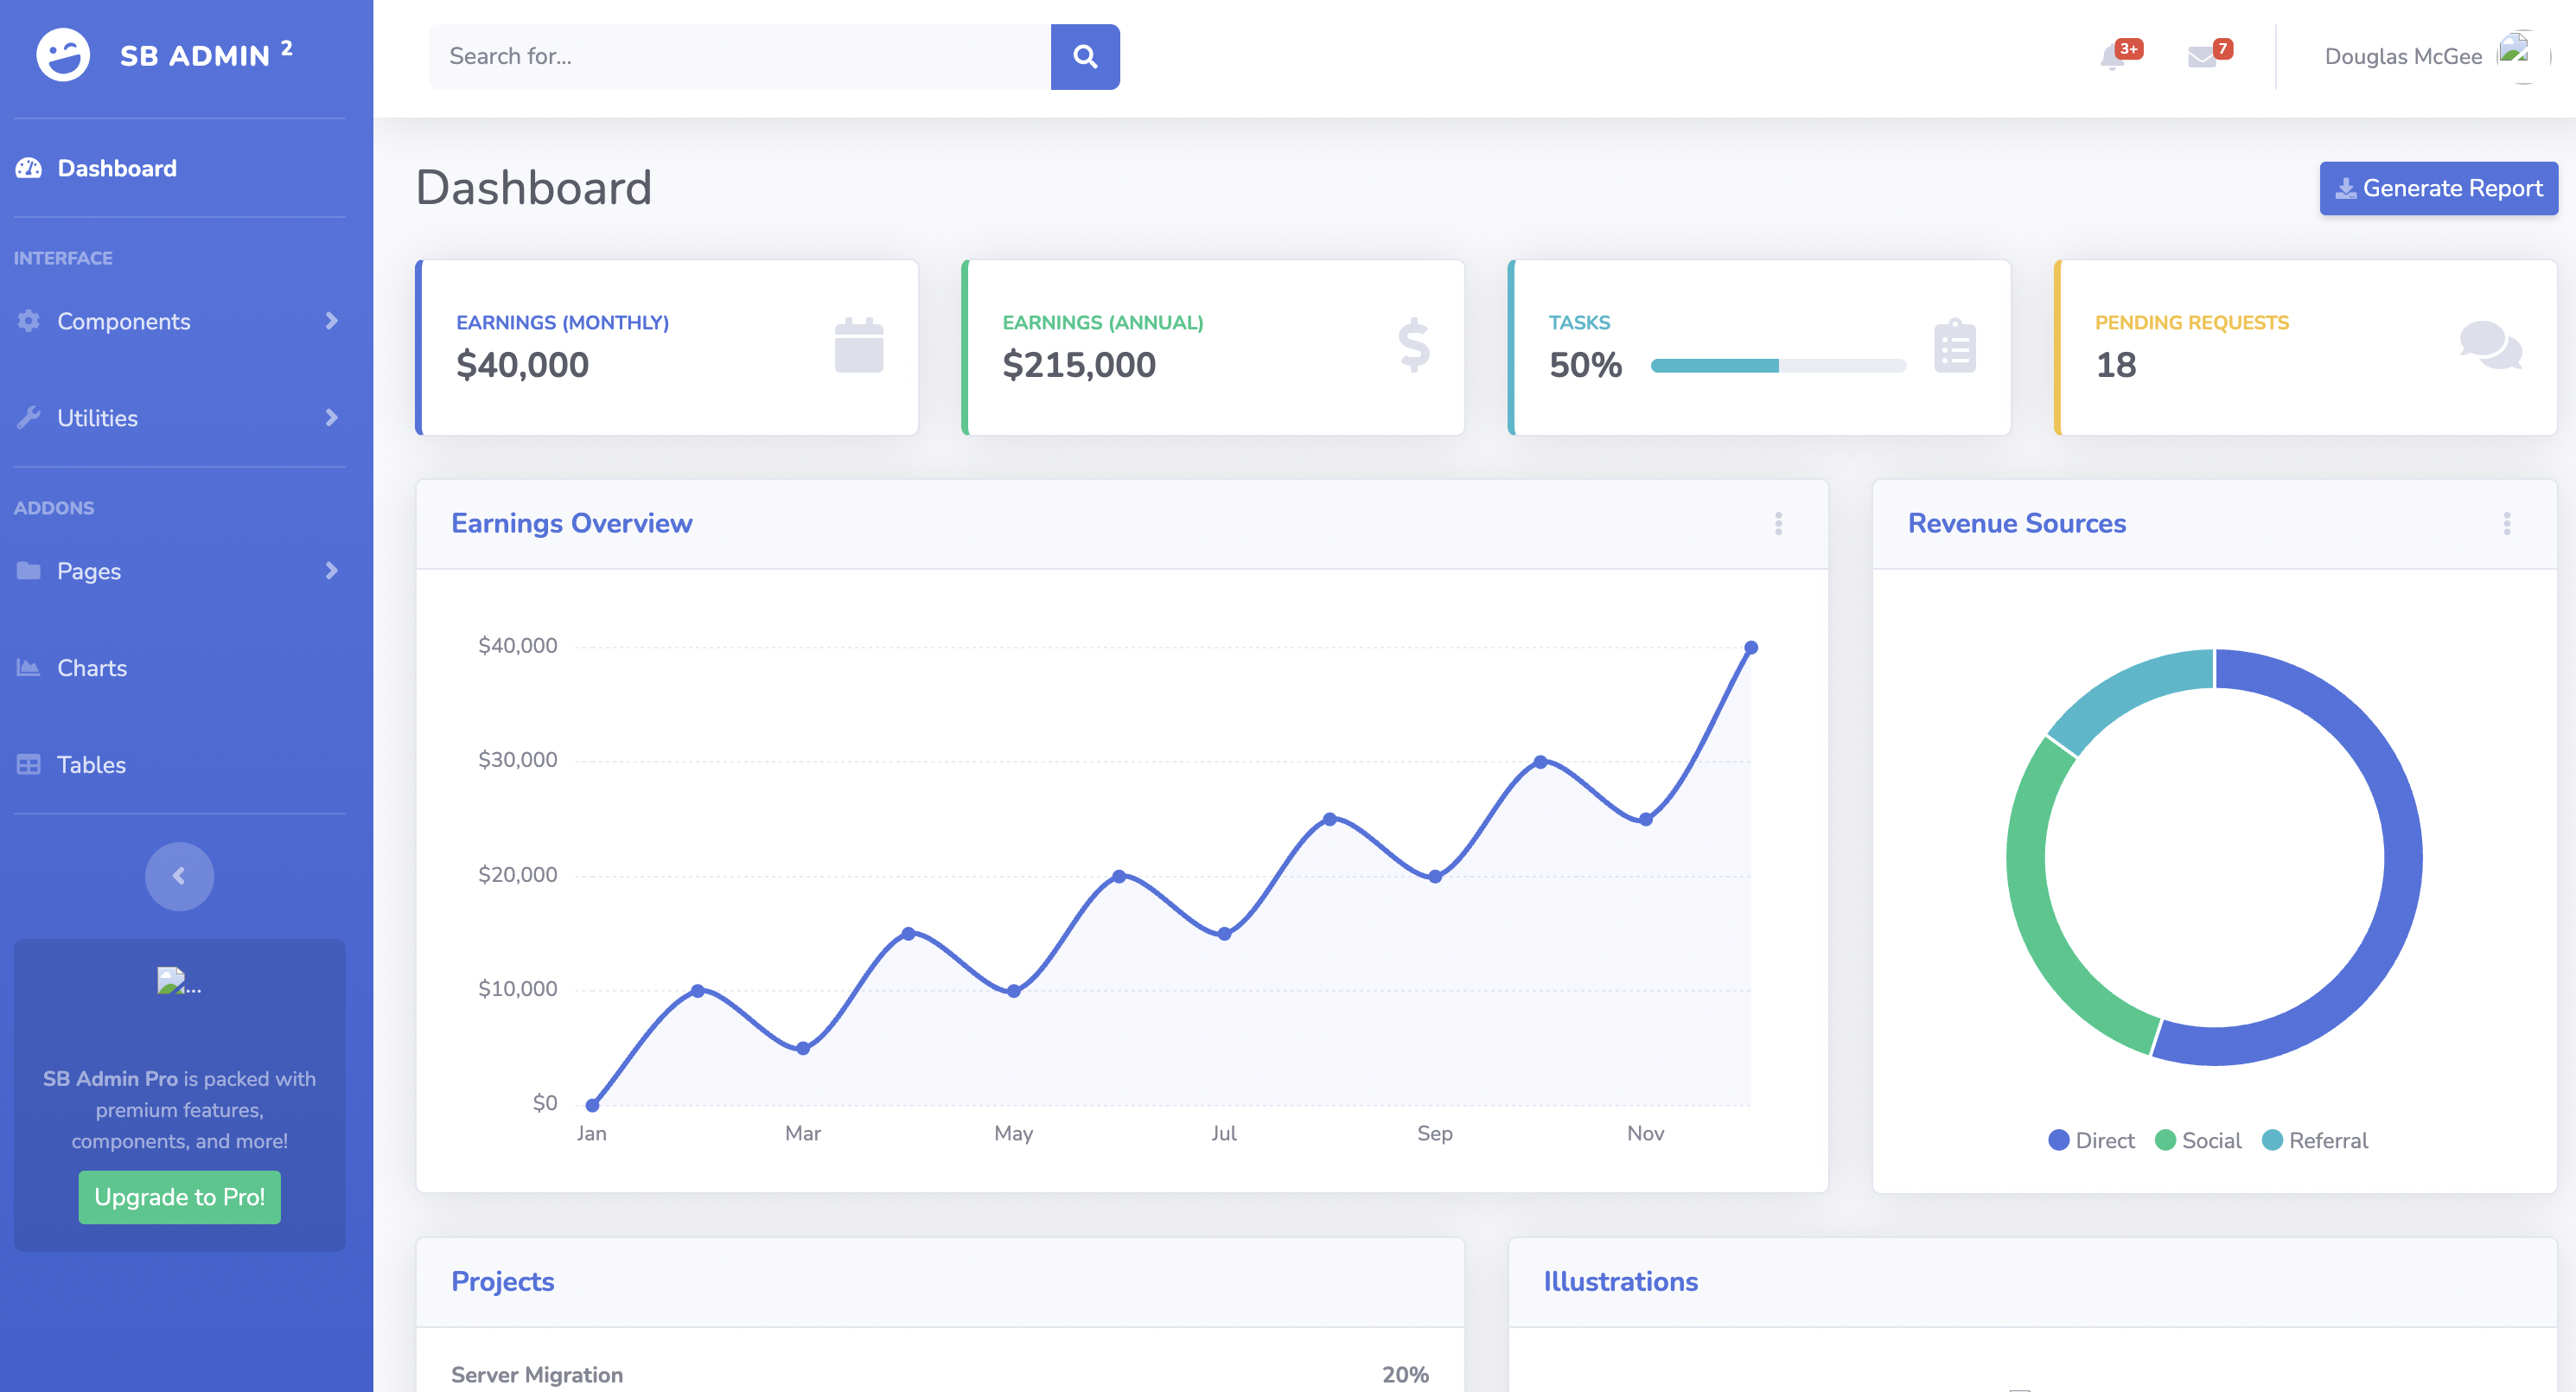 SB ADMIN 2
Search for...
3+
7
Douglas McGee
Dashboard
INTERFACE
Components
Utilities
ADDONS
Pages
Charts
Tables
...
SB Admin Pro is packed with
premium features,
components, and more!
Upgrade to Pro!
Dashboard
Generate Report
EARNINGS (MONTHLY)
$40,000
EARNINGS (ANNUAL)
$215,000
TASKS
50%
PENDING REQUESTS
18
Earnings Overview
$40,000
$30,000
$20,000
$10,000
$0
Jan Mar May Jul Sep Nov
Revenue Sources
Direct Social Referral
Projects
Server Migration 20%
Illustrations